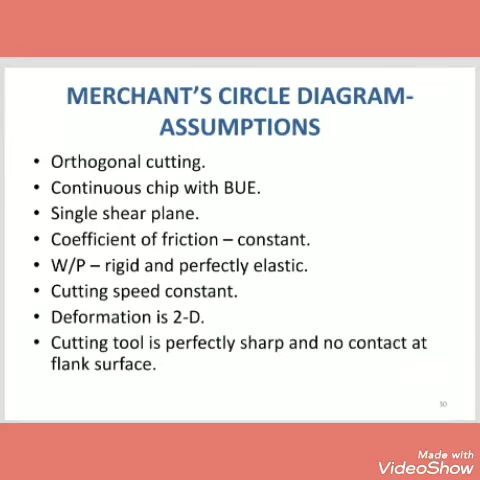 MERCHANT'S CIRCLE DIAGRAM-
ASSUMPTIONS
• Orthogonal cutting.
• Continuous chip with BUE.
• Single shear plane.
• Coefficient of friction – constant.
• W/P – rigid and perfectly elastic.
• Cutting speed constant.
• Deformation is 2-D.
• Cutting tool is perfectly sharp and no contact at
flank surface.
10
Made with
VideoShow